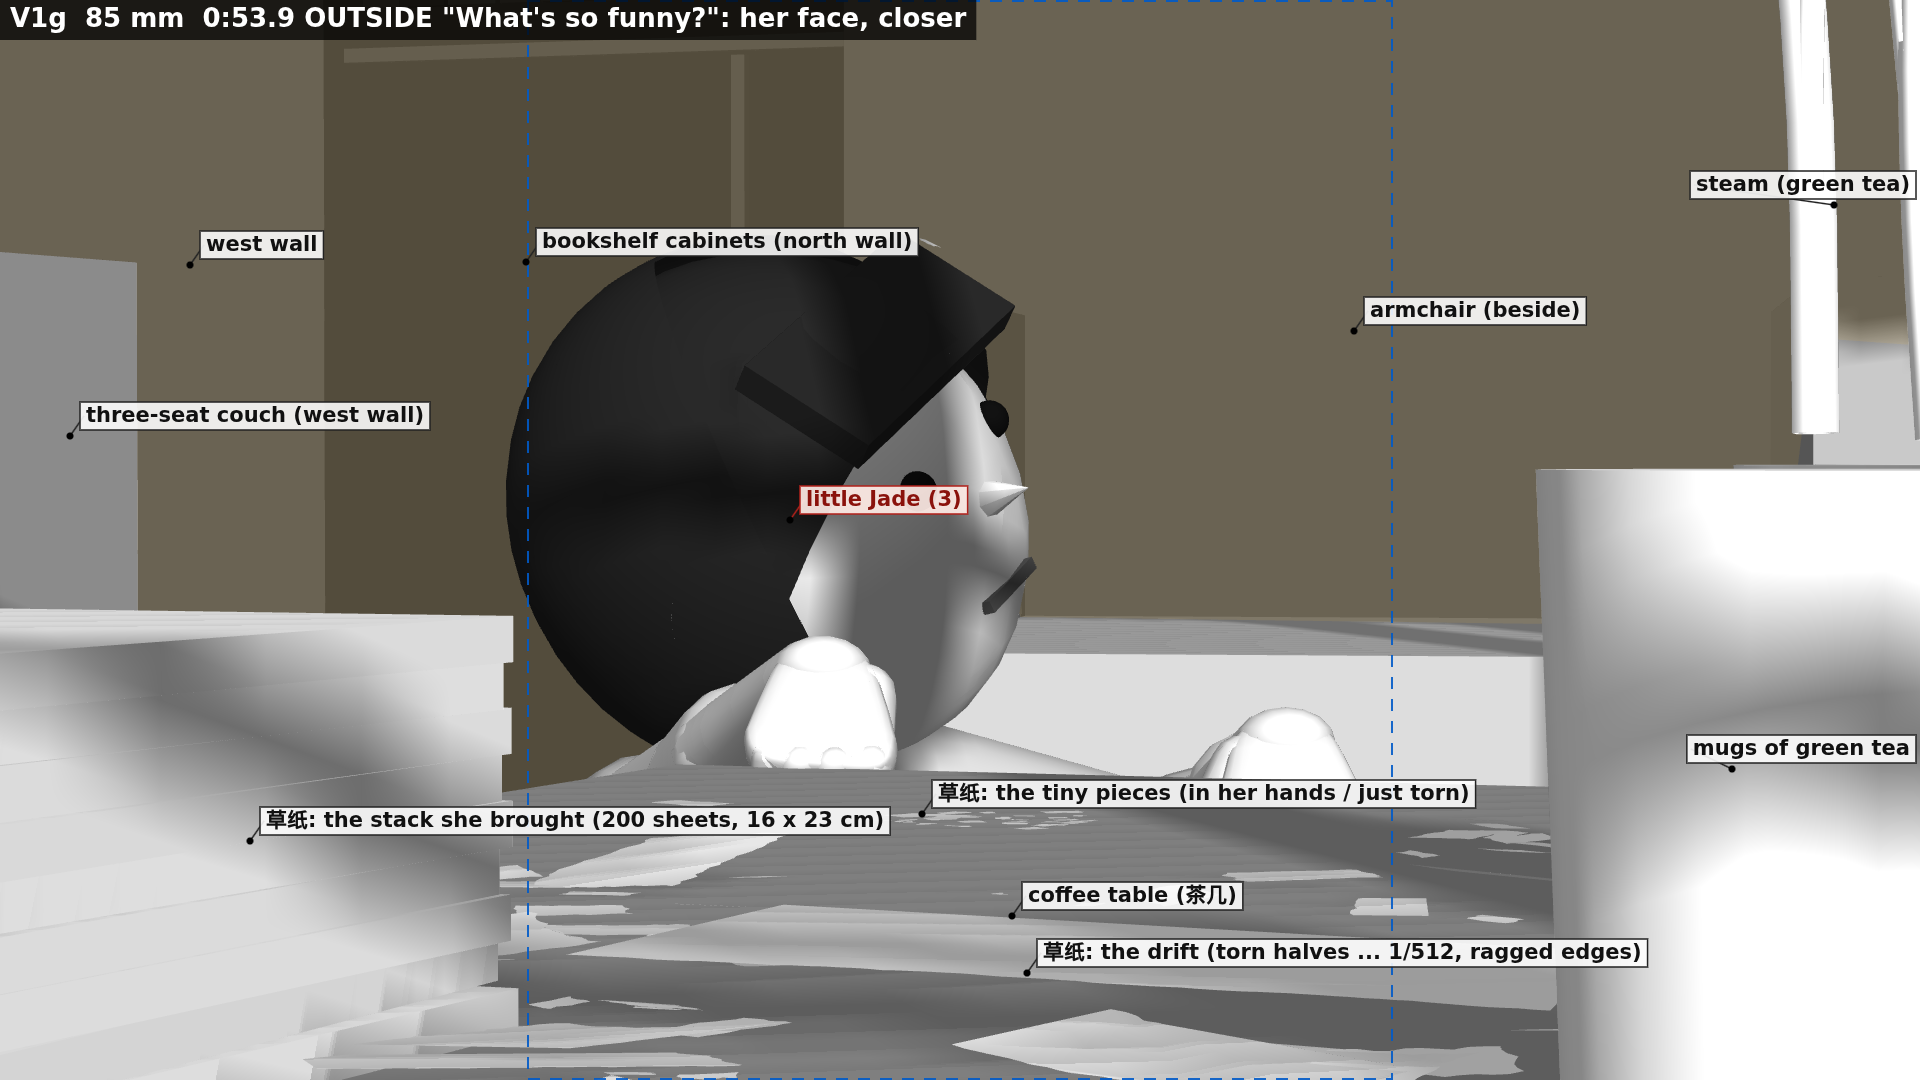 V1g  85 mm  0:53.9 OUTSIDE "What's so funny?": her face, closer
steam (green tea)
west wall
bookshelf cabinets (north wall)
armchair (beside)
three-seat couch (west wall)
little Jade (3)
mugs of green tea
草纸: the tiny pieces (in her hands / just torn)
草纸: the stack she brought (200 sheets, 16 x 23 cm)
coffee table (茶几)
草纸: the drift (torn halves ... 1/512, ragged edges)